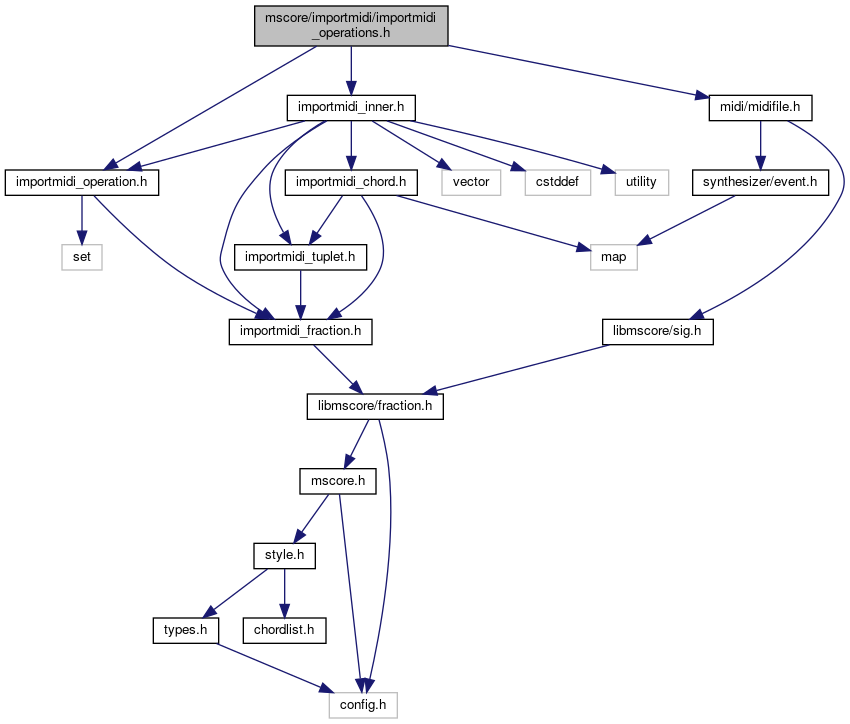 mscore/importmidi/importmidi
_operations.h
importmidi_inner.h
midi/midifile.h
importmidi_operation.h
importmidi_chord.h
vector
cstddef
utility
synthesizer/event.h
set
importmidi_tuplet.h
map
importmidi_fraction.h
libmscore/sig.h
libmscore/fraction.h
mscore.h
style.h
types.h
chordlist.h
config.h